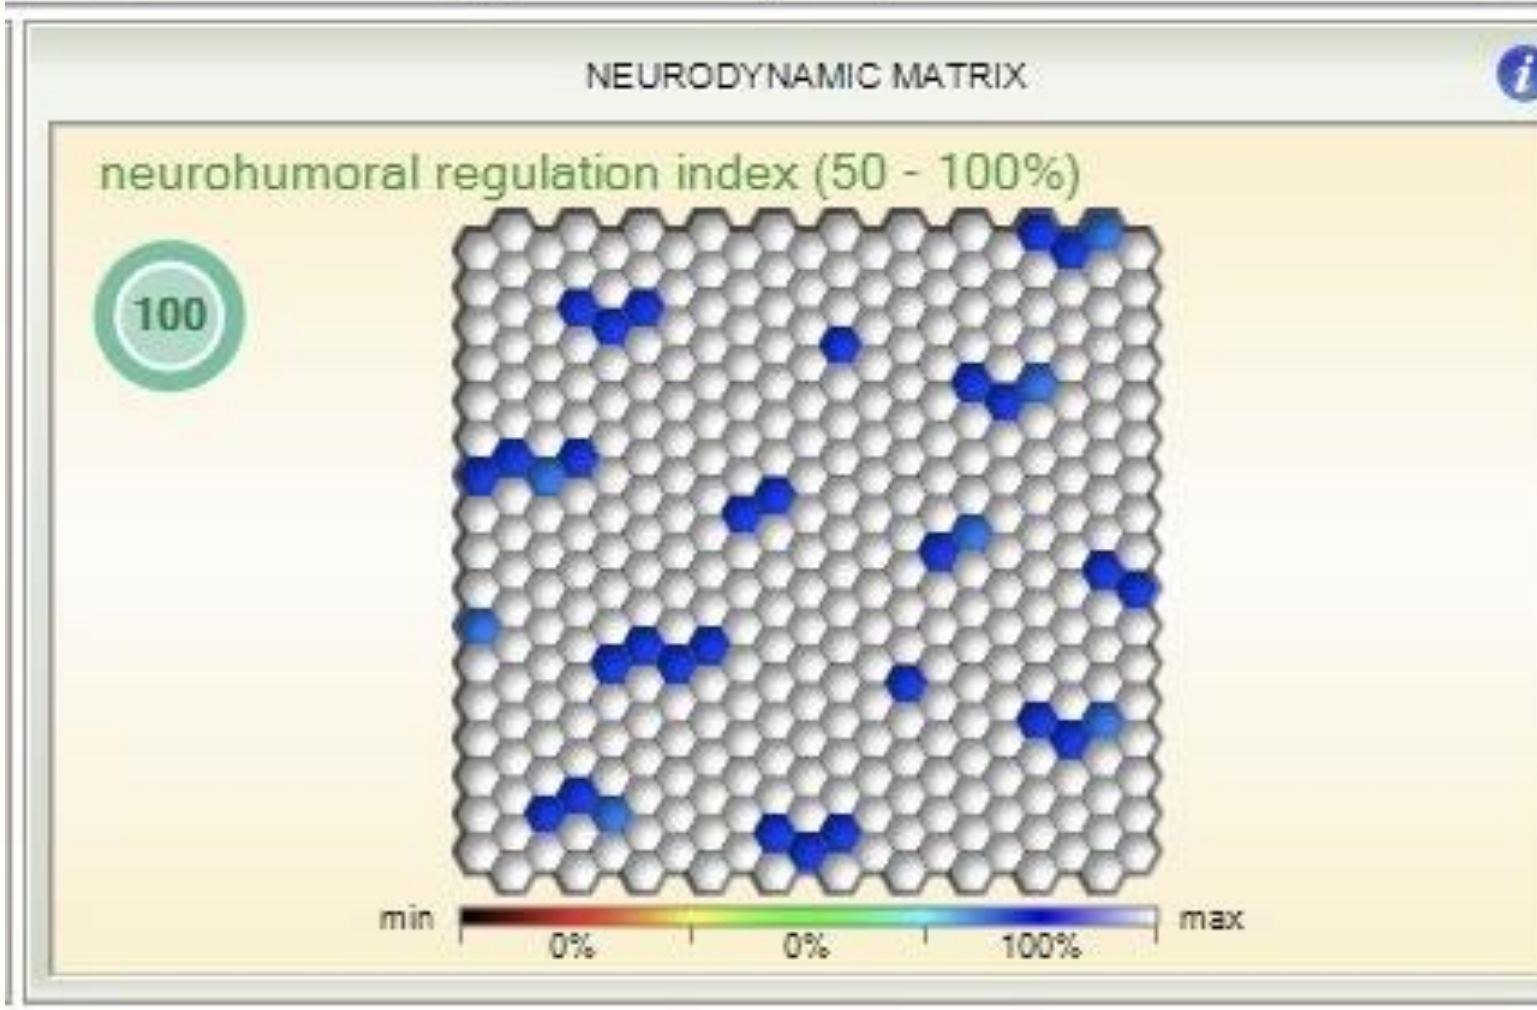 NEURODYNAMIC MATRIX
i
neurohumoral regulation index (50 - 100%)
100
min
max
0%
0%
100%